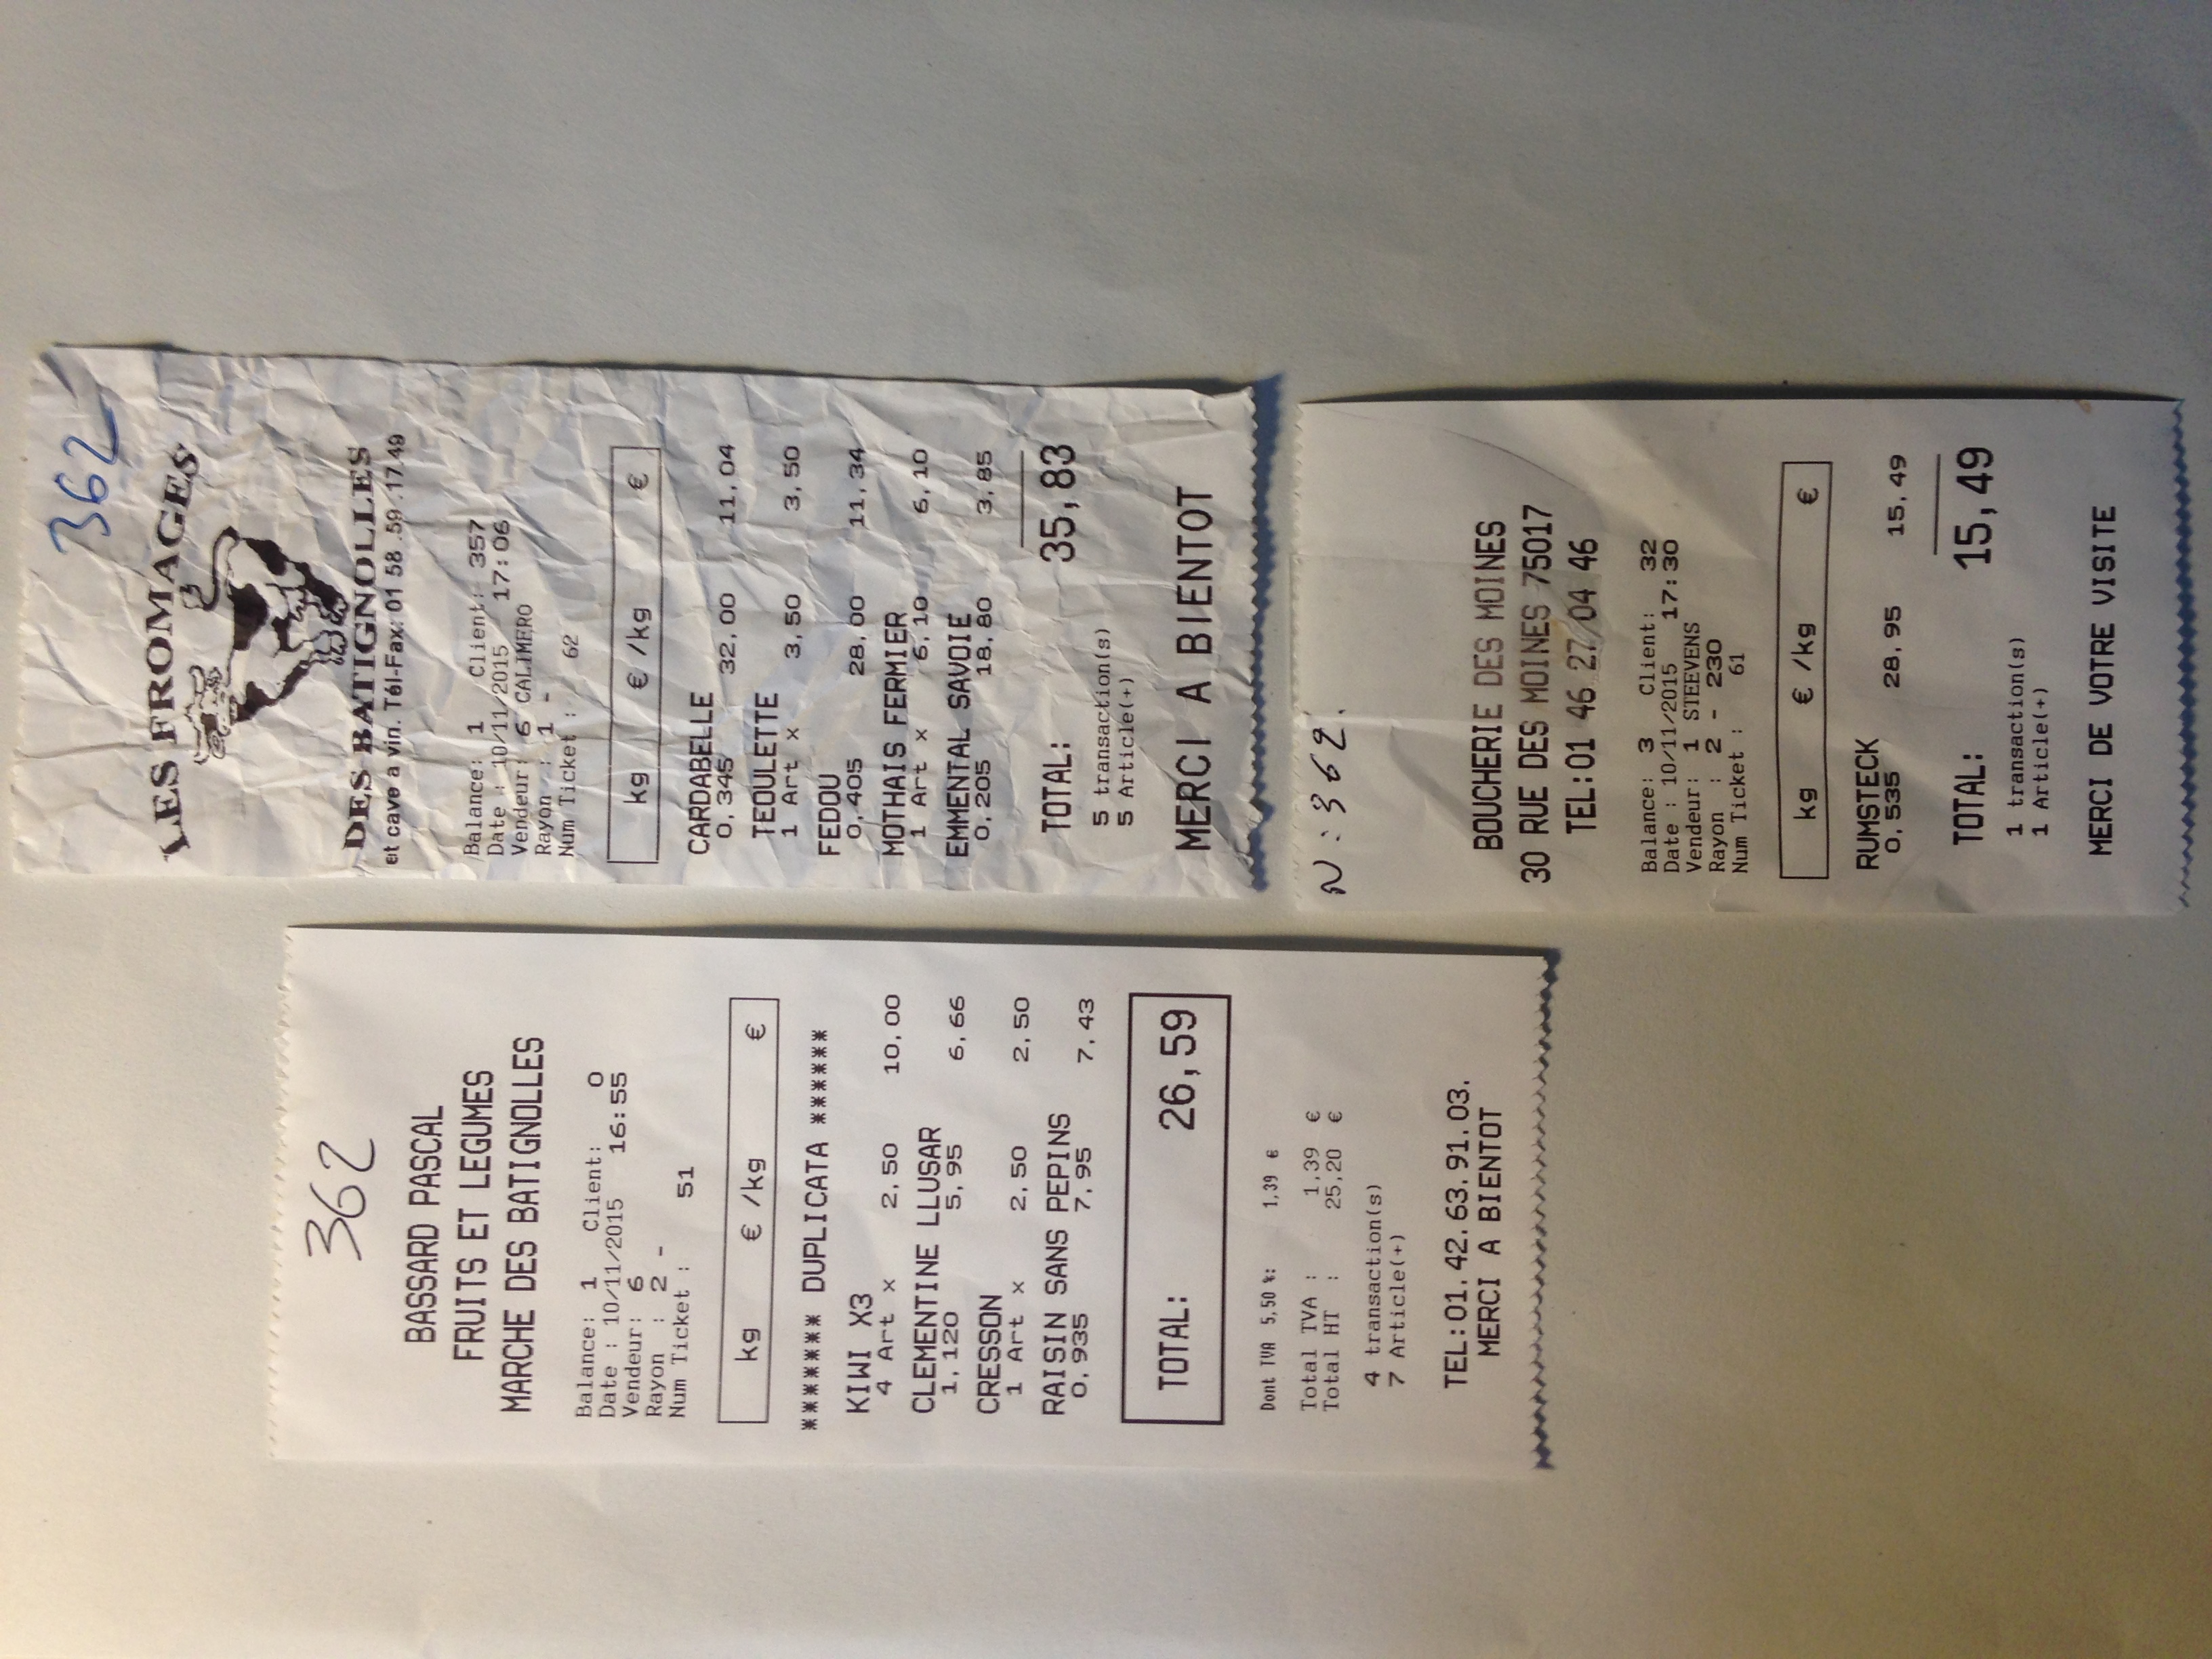 362
BASSARD PASCAL
FRUITS ET LEGUMES
MARCHE DES BATIGNOLLES
Balance: 1 Client: 0
Date : 10/11/2015 16:55
Vendeur: 6
Rayon : 2 -
Num Ticket : 51
kg € /kg €
******* DUPLICATA ******
KIWI X3
4 Art x 2,50 10,00
CLEMENTINE LLUSAR
1,120 5,95 6,66
CRESSON
1 Art x 2,50 2,50
RAISIN SANS PEPINS
0,935 7,95 7,43
TOTAL: 26,59
Dont TVA 5,50 %: 1,39 €
Total TVA : 1,39 €
Total HT : 25,20 €
4 transaction(s)
7 Article(+)
TEL:01.42.63.91.03.
MERCI A BIENTOT
362
LES FROMAGES
DES BATIGNOLLES
et cave a vin. Tél-Fax: 01 58 .59 .17.49
Balance: 1 Client: 357
Date : 10/11/2015 17:06
Vendeur: 6 CALIMERO
Rayon : 1 -
Num Ticket : 62
kg € /kg €
CARDABELLE
0,345 32,00 11,04
TEOULETTE
1 Art x 3,50 3,50
FEDOU
0,405 28,00 11,34
MOTHAIS FERMIER
1 Art x 6,10 6,10
EMMENTAL SAVOIE
0,205 18,80 3,85
TOTAL: 35,83
5 transaction(s)
5 Article(+)
MERCI A BIENTOT
N : 362.
BOUCHERIE DES MOINES
30 RUE DES MOINES 75017
TEL:01 46 27 04 46
Balance: 3 Client: 32
Date : 10/11/2015 17:30
Vendeur: 1 STEEVENS
Rayon : 2 - 230
Num Ticket : 61
kg € /kg €
RUMSTECK
0,535 28,95 15,49
TOTAL: 15,49
1 transaction(s)
1 Article(+)
MERCI DE VOTRE VISITE